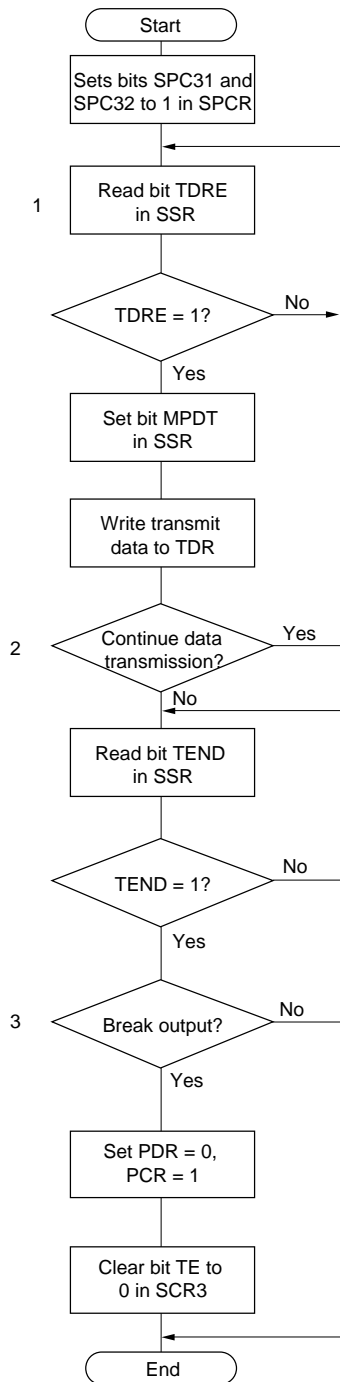 Start
Sets bits SPC31 and
SPC32 to 1 in SPCR
1
Read bit TDRE
in SSR
TDRE = 1?
No
Yes
Set bit MPDT
in SSR
Write transmit
data to TDR
2
Continue data
transmission?
Yes
No
Read bit TEND
in SSR
TEND = 1?
No
Yes
3
Break output?
No
Yes
Set PDR = 0,
PCR = 1
Clear bit TE to
0 in SCR3
End